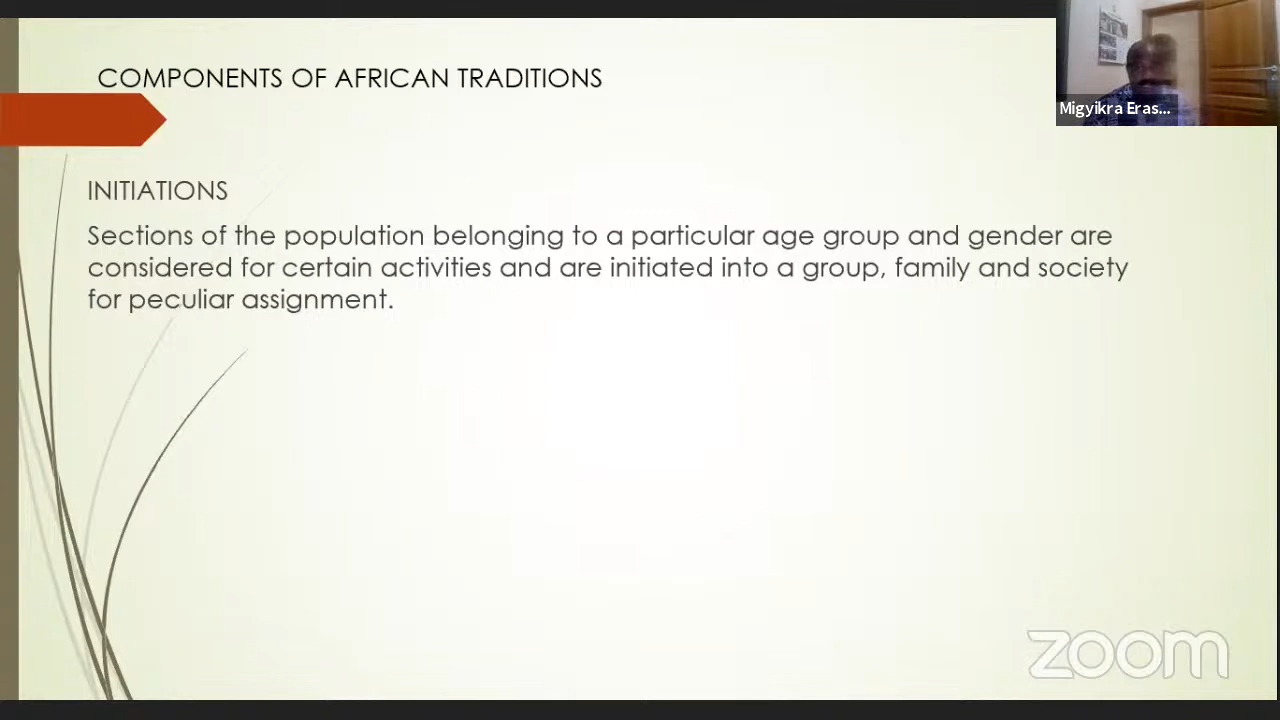 COMPONENTS OF AFRICAN TRADITIONS
Migyikra Eras...
INITIATIONS
Sections of the population belonging to a particular age group and gender are
considered for certain activities and are initiated into a group, family and society
for peculiar assignment.
zoom